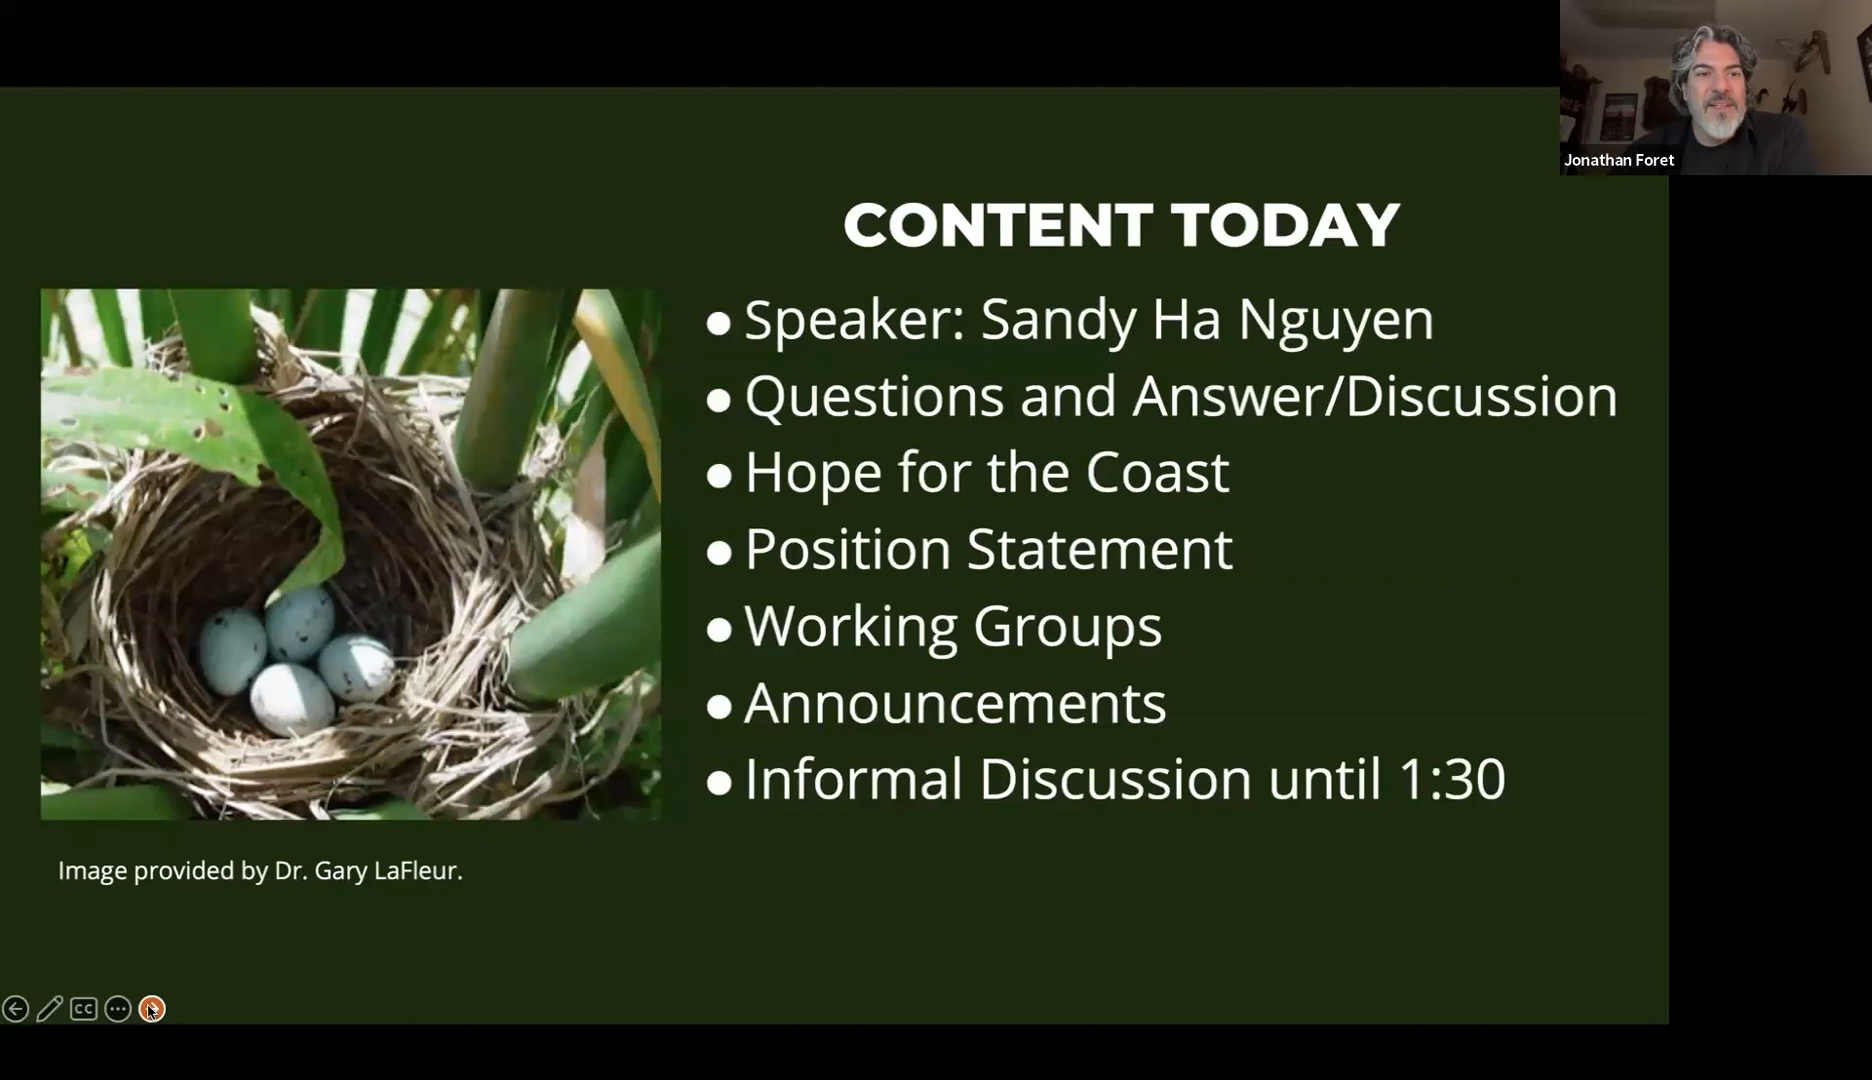 Jonathan Foret
CONTENT TODAY
● Speaker: Sandy Ha Nguyen
● Questions and Answer/Discussion
● Hope for the Coast
● Position Statement
● Working Groups
● Announcements
● Informal Discussion until 1:30
Image provided by Dr. Gary LaFleur.
CC